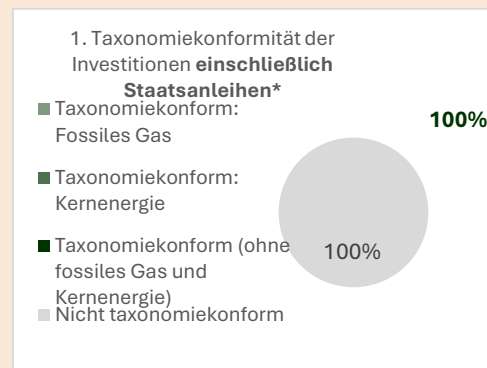 1. Taxonomiekonformität der
Investitionen einschließlich
Staatsanleihen*
Taxonomiekonform:
Fossiles Gas
Taxonomiekonform:
Kernenergie
Taxonomiekonform (ohne
fossiles Gas und
Kernenergie)
Nicht taxonomiekonform
100%
100%